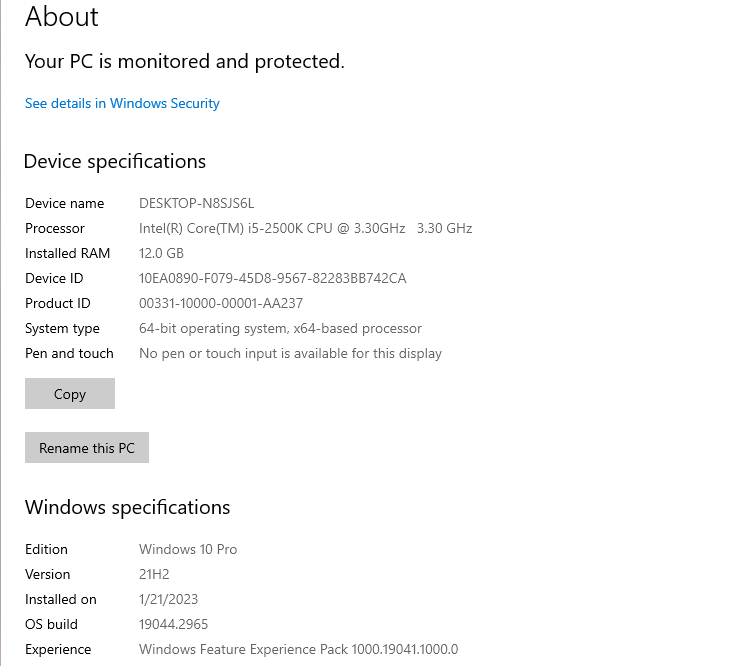 About
Your PC is monitored and protected.
See details in Windows Security
Device specifications
Device name DESKTOP-N8SJS6L
Processor Intel(R) Core(TM) i5-2500K CPU @ 3.30GHz 3.30 GHz
Installed RAM 12.0 GB
Device ID 10EA0890-F079-45D8-9567-82283BB742CA
Product ID 00331-10000-00001-AA237
System type 64-bit operating system, x64-based processor
Pen and touch No pen or touch input is available for this display
Copy
Rename this PC
Windows specifications
Edition Windows 10 Pro
Version 21H2
Installed on 1/21/2023
OS build 19044.2965
Experience Windows Feature Experience Pack 1000.19041.1000.0